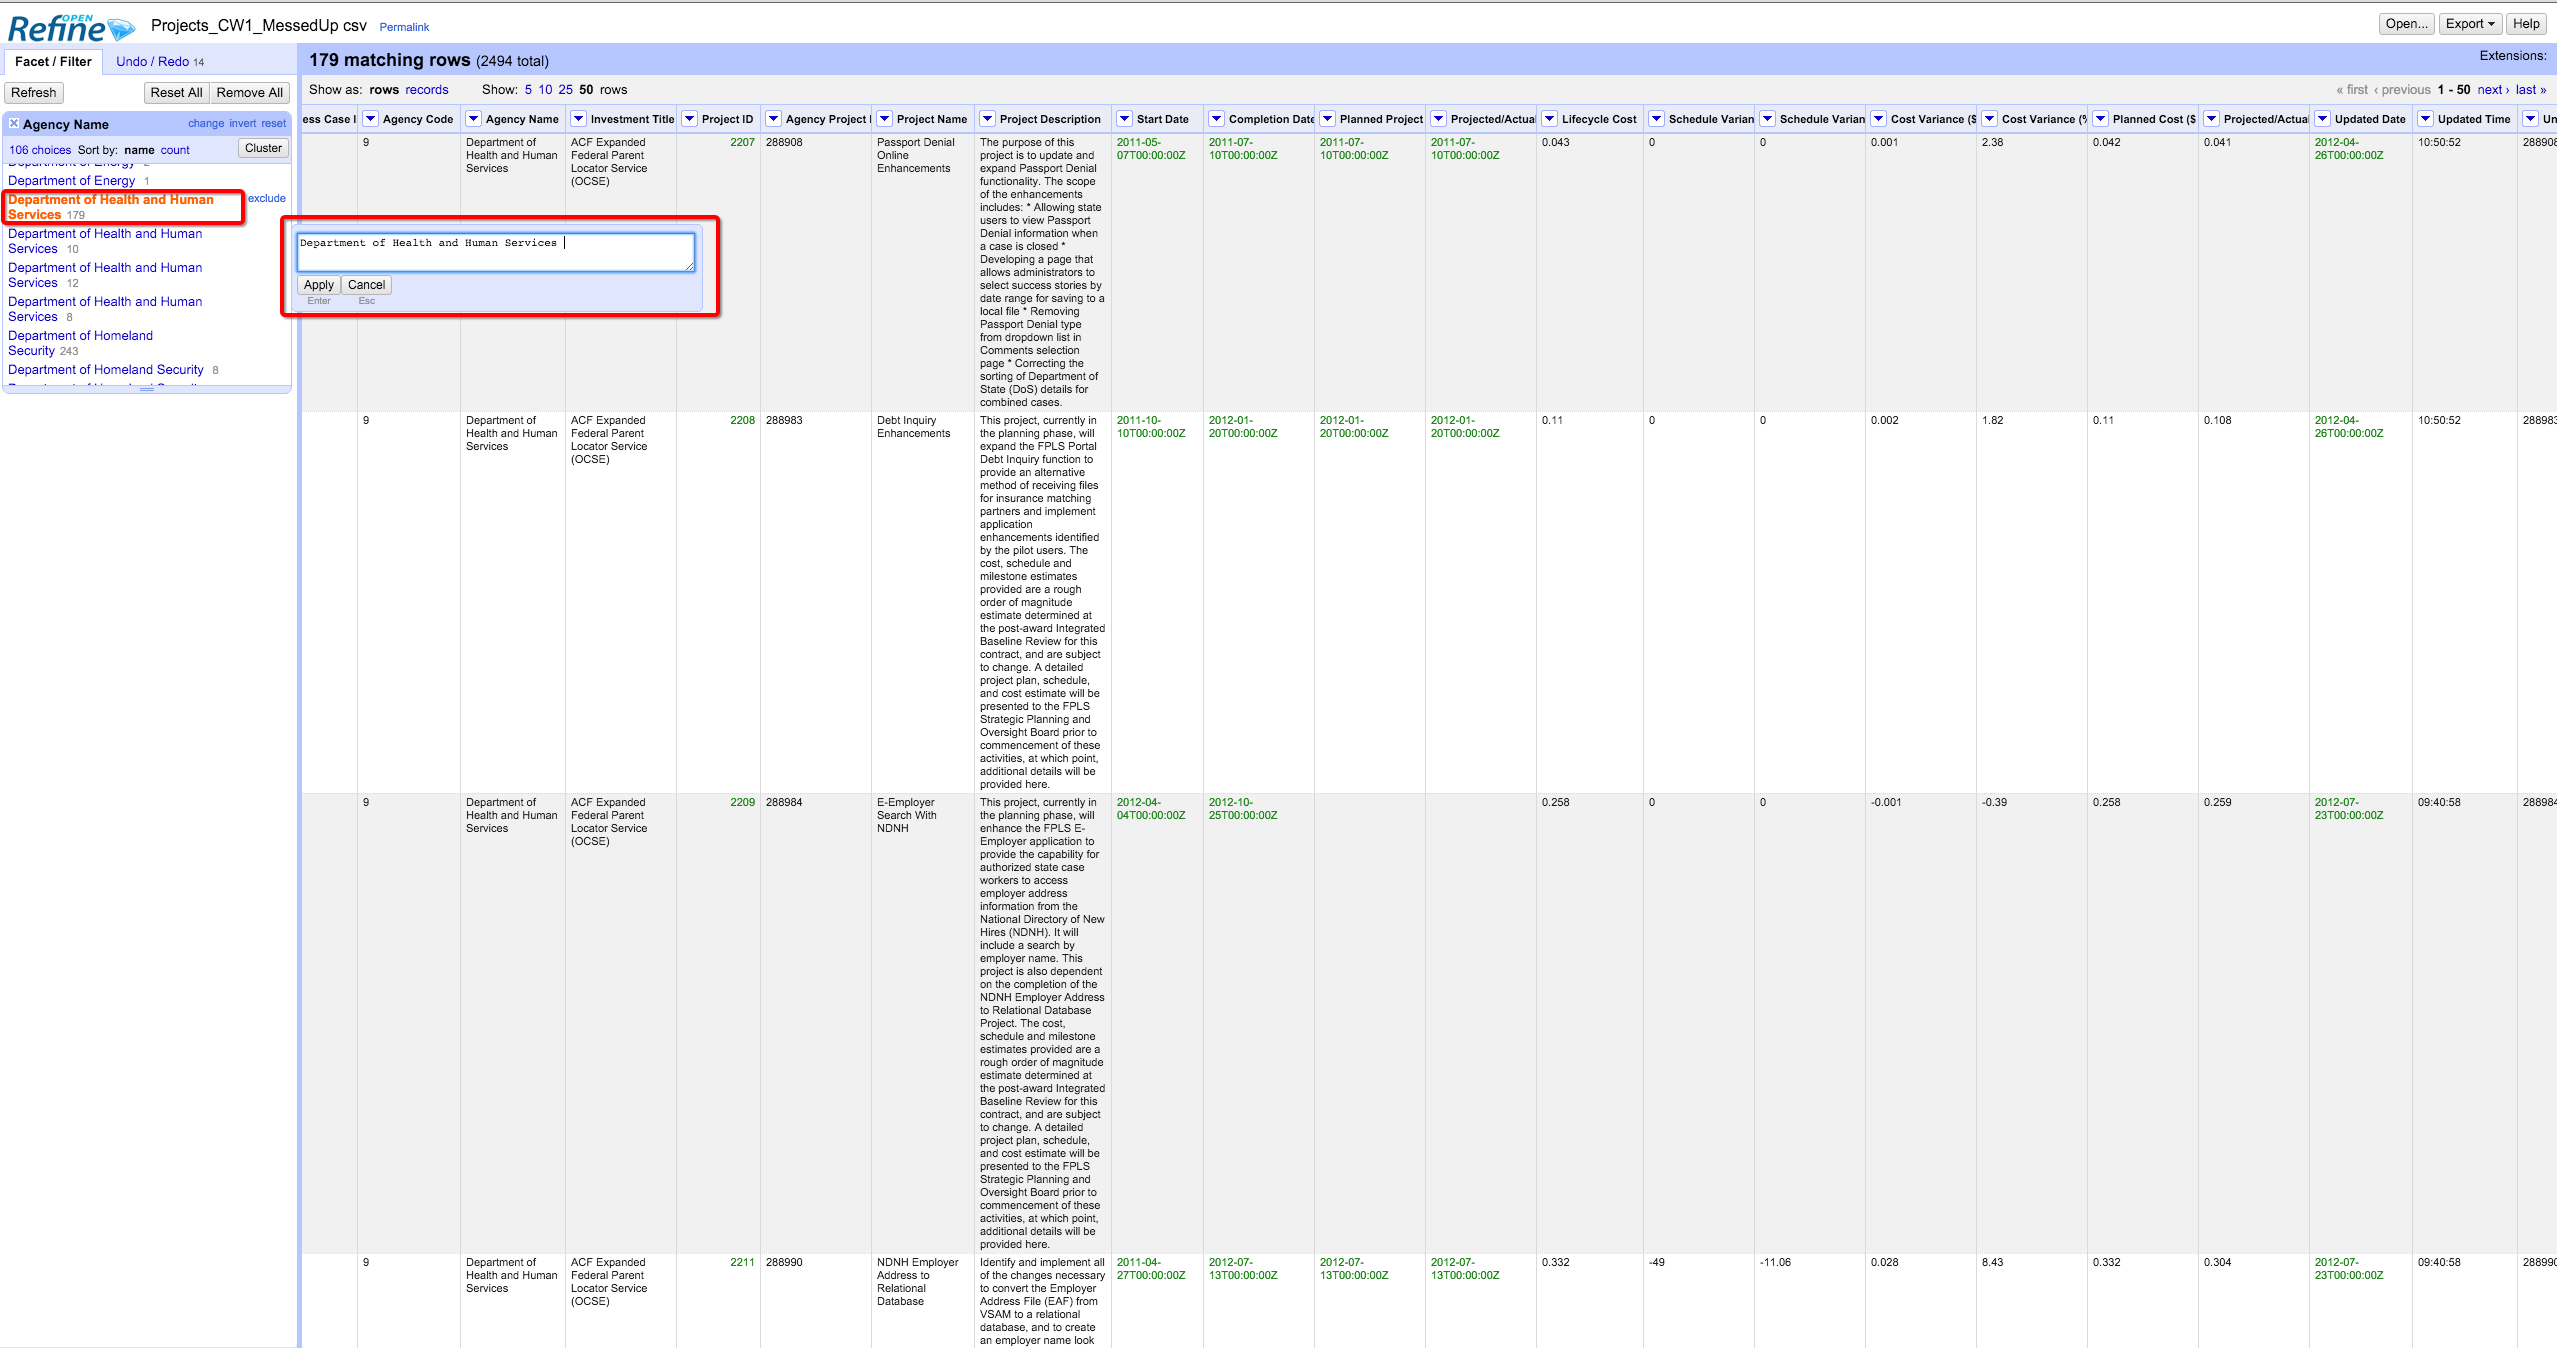 OPEN
Refine
Projects_CW1_MessedUp csv Permalink
Open... Export Help
Facet / Filter Undo / Redo 14
179 matching rows (2494 total)
Extensions:
Refresh Reset All Remove All
Show as: rows records Show: 5 10 25 50 rows
« first ‹ previous 1 - 50 next › last »
Agency Name change invert reset
106 choices Sort by: name count Cluster
Department of Energy 2
Department of Energy 1
Department of Health and Human
Services 179
exclude
Department of Health and Human
Services 10
Department of Health and Human
Services 12
Department of Health and Human
Services 8
Department of Homeland
Security 243
Department of Homeland Security 8
Department of Health and Human Services
Apply Cancel
Enter Esc
ess Case I Agency Code Agency Name Investment Title Project ID Agency Project I Project Name Project Description Start Date Completion Date Planned Project Projected/Actual Lifecycle Cost Schedule Varian Schedule Varian Cost Variance ($ Cost Variance (% Planned Cost ($ Projected/Actual Updated Date Updated Time Un
9
Department of
Health and Human
Services
ACF Expanded
Federal Parent
Locator Service
(OCSE)
2207
288908
Passport Denial
Online
Enhancements
The purpose of this
project is to update and
expand Passport Denial
functionality. The scope
of the enhancements
includes: * Allowing state
users to view Passport
Denial information when
a case is closed *
Developing a page that
allows administrators to
select success stories by
date range for saving to a
local file * Removing
Passport Denial type
from dropdown list in
Comments selection
page * Correcting the
sorting of Department of
State (DoS) details for
combined cases.
2011-05-
07T00:00:00Z
2011-07-
10T00:00:00Z
2011-07-
10T00:00:00Z
2011-07-
10T00:00:00Z
0.043
0
0
0.001
2.38
0.042
0.041
2012-04-
26T00:00:00Z
10:50:52
288908
9
Department of
Health and Human
Services
ACF Expanded
Federal Parent
Locator Service
(OCSE)
2208
288983
Debt Inquiry
Enhancements
This project, currently in
the planning phase, will
expand the FPLS Portal
Debt Inquiry function to
provide an alternative
method of receiving files
for insurance matching
partners and implement
application
enhancements identified
by the pilot users. The
cost, schedule and
milestone estimates
provided are a rough
order of magnitude
estimate determined at
the post-award Integrated
Baseline Review for this
contract, and are subject
to change. A detailed
project plan, schedule,
and cost estimate will be
presented to the FPLS
Strategic Planning and
Oversight Board prior to
commencement of these
activities, at which point,
additional details will be
provided here.
2011-10-
10T00:00:00Z
2012-01-
20T00:00:00Z
2012-01-
20T00:00:00Z
2012-01-
20T00:00:00Z
0.11
0
0
0.002
1.82
0.11
0.108
2012-04-
26T00:00:00Z
10:50:52
288983
9
Department of
Health and Human
Services
ACF Expanded
Federal Parent
Locator Service
(OCSE)
2209
288984
E-Employer
Search With
NDNH
This project, currently in
the planning phase, will
enhance the FPLS E-
Employer application to
provide the capability for
authorized state case
workers to access
employer address
information from the
National Directory of New
Hires (NDNH). It will
include a search by
employer name. This
project is also dependent
on the completion of the
NDNH Employer Address
to Relational Database
Project. The cost,
schedule and milestone
estimates provided are a
rough order of magnitude
estimate determined at
the post-award Integrated
Baseline Review for this
contract, and are subject
to change. A detailed
project plan, schedule,
and cost estimate will be
presented to the FPLS
Strategic Planning and
Oversight Board prior to
commencement of these
activities, at which point,
additional details will be
provided here.
2012-04-
04T00:00:00Z
2012-10-
25T00:00:00Z
0.258
0
0
-0.001
-0.39
0.258
0.259
2012-07-
23T00:00:00Z
09:40:58
288984
9
Department of
Health and Human
Services
ACF Expanded
Federal Parent
Locator Service
(OCSE)
2211
288990
NDNH Employer
Address to
Relational
Database
Identify and implement all
of the changes necessary
to convert the Employer
Address File (EAF) from
VSAM to a relational
database, and to create
an employer name look
2011-04-
27T00:00:00Z
2012-07-
13T00:00:00Z
2012-07-
13T00:00:00Z
2012-07-
13T00:00:00Z
0.332
-49
-11.06
0.028
8.43
0.332
0.304
2012-07-
23T00:00:00Z
09:40:58
288990